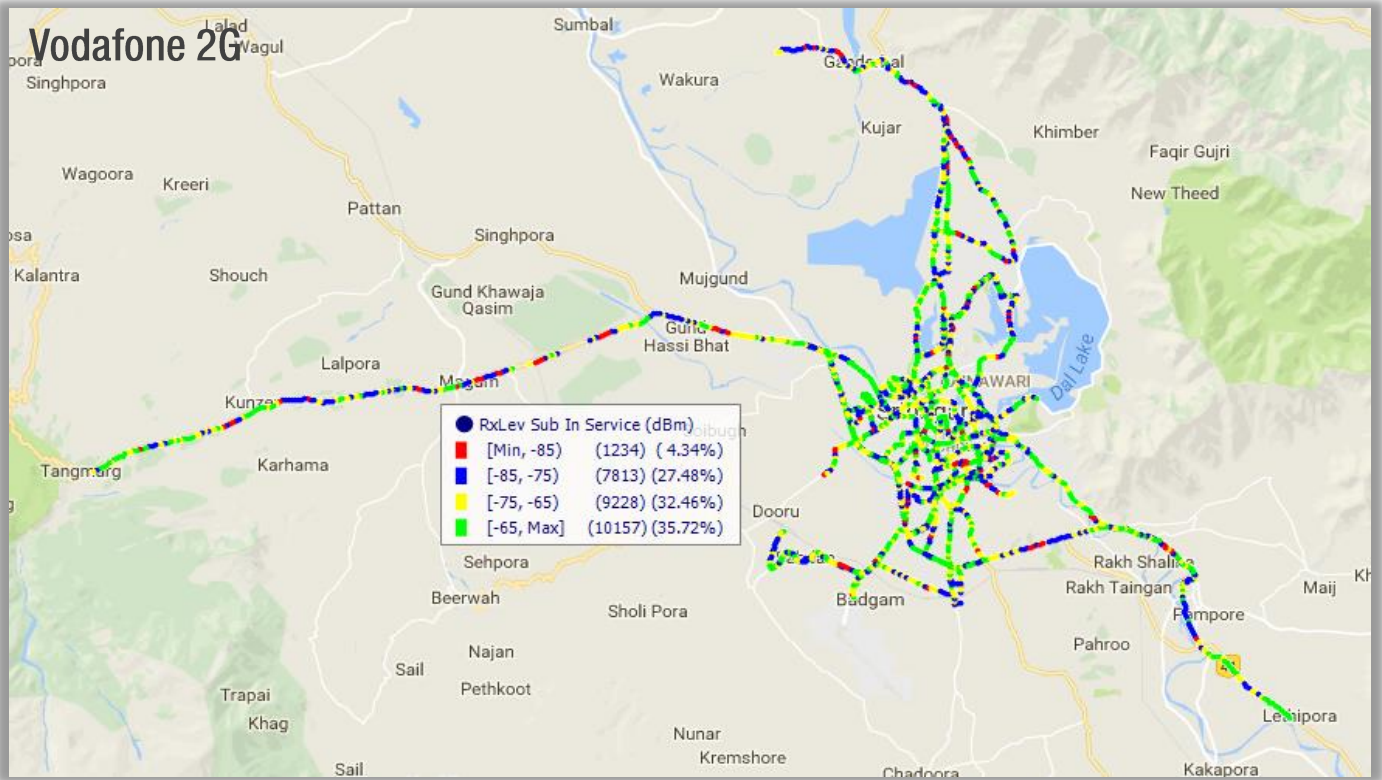 Vodafone 2G
Lalad
Wagul
Sumbal
Singhpora
Wakura
Kujar
Khimber
Faqir Gujri
New Theed
Wagoora
Kreeri
Pattan
Singhpora
Kalantra
Shouch
Mujgund
Gund Khawaja
Qasim
Gund
Hassi Bhat
Lalpora
Magum
Dal Lake
Tangmarg
Karhama
RxLev Sub In Service (dBm)
[Min, -85) (1234) ( 4.34%)
[-85, -75) (7813) (27.48%)
[-75, -65) (9228) (32.46%)
[-65, Max] (10157) (35.72%)
Dooru
Sehpora
Rakh Shalina
Beerwah
Sholi Pora
Badgam
Rakh Taingan
Maij
Pompore
Najan
Sail
Pahroo
Pethkoot
Trapai
Khag
Lethipora
Nunar
Kremshore
Sail
Chadoora
Kakapora